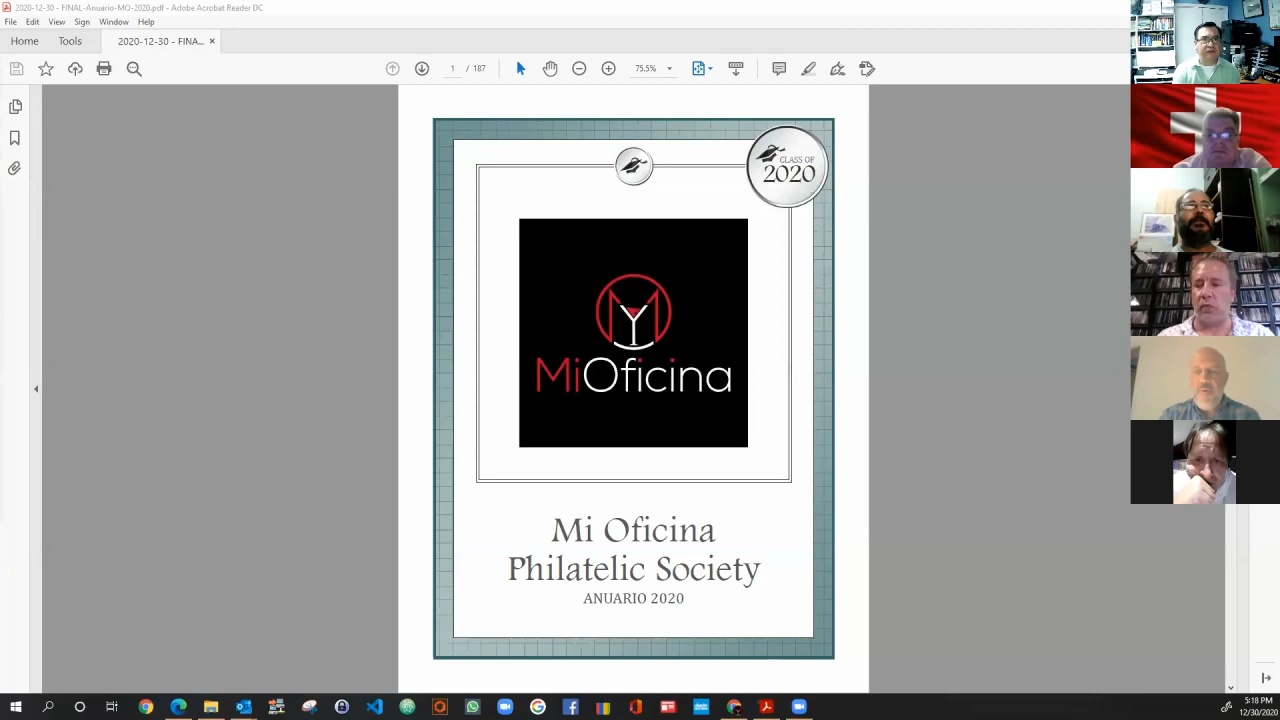 2020-12-30 - FINAL-Anuario-MO-2020.pdf - Adobe Acrobat Reader DC
File Edit View Sign Window Help
Home Tools 2020-12-30 - FINA... ×
187 75.5%
CLASS OF
2020
MiOficina
Mi Oficina
Philatelic Society
ANUARIO 2020
5:18 PM
12/30/2020